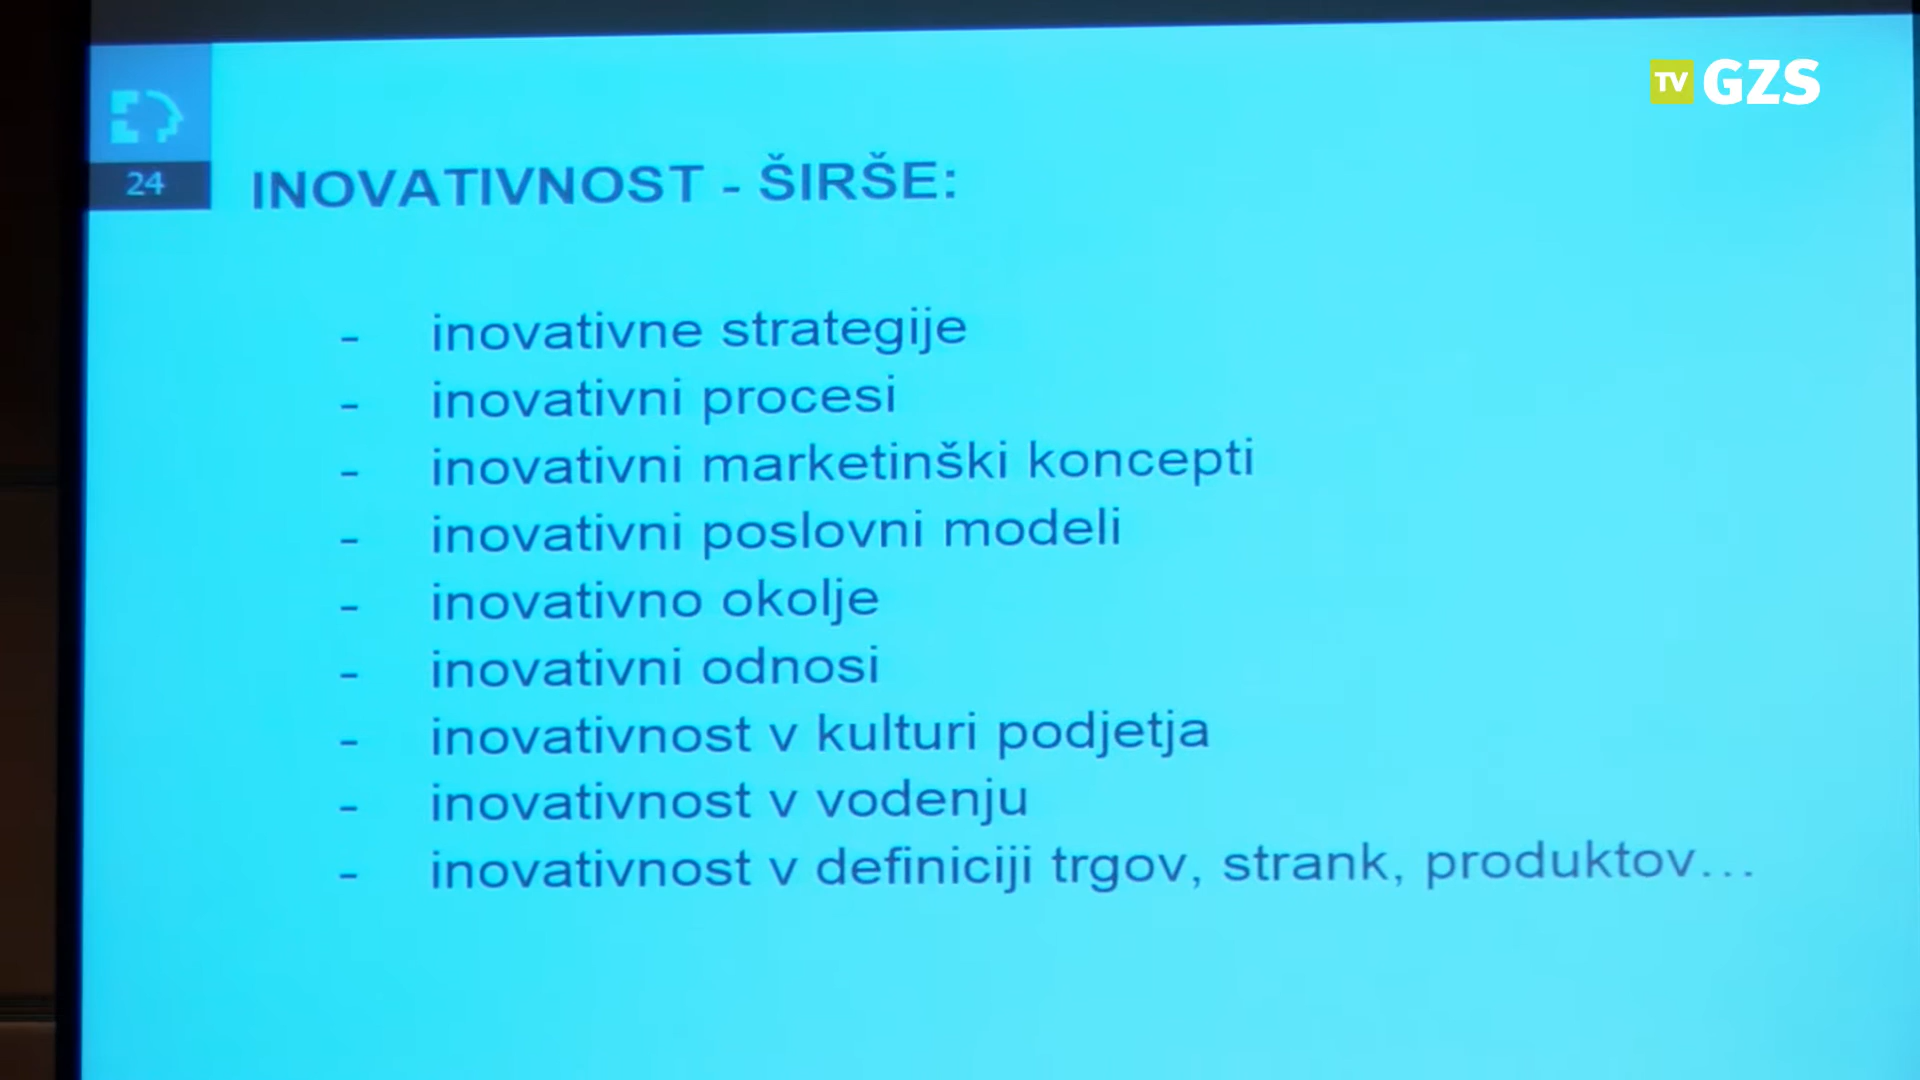 TV GZS
24
INOVATIVNOST - ŠIRŠE:
- inovativne strategije
- inovativni procesi
- inovativni marketinški koncepti
- inovativni poslovni modeli
- inovativno okolje
- inovativni odnosi
- inovativnost v kulturi podjetja
- inovativnost v vodenju
- inovativnost v definiciji trgov, strank, produktov...